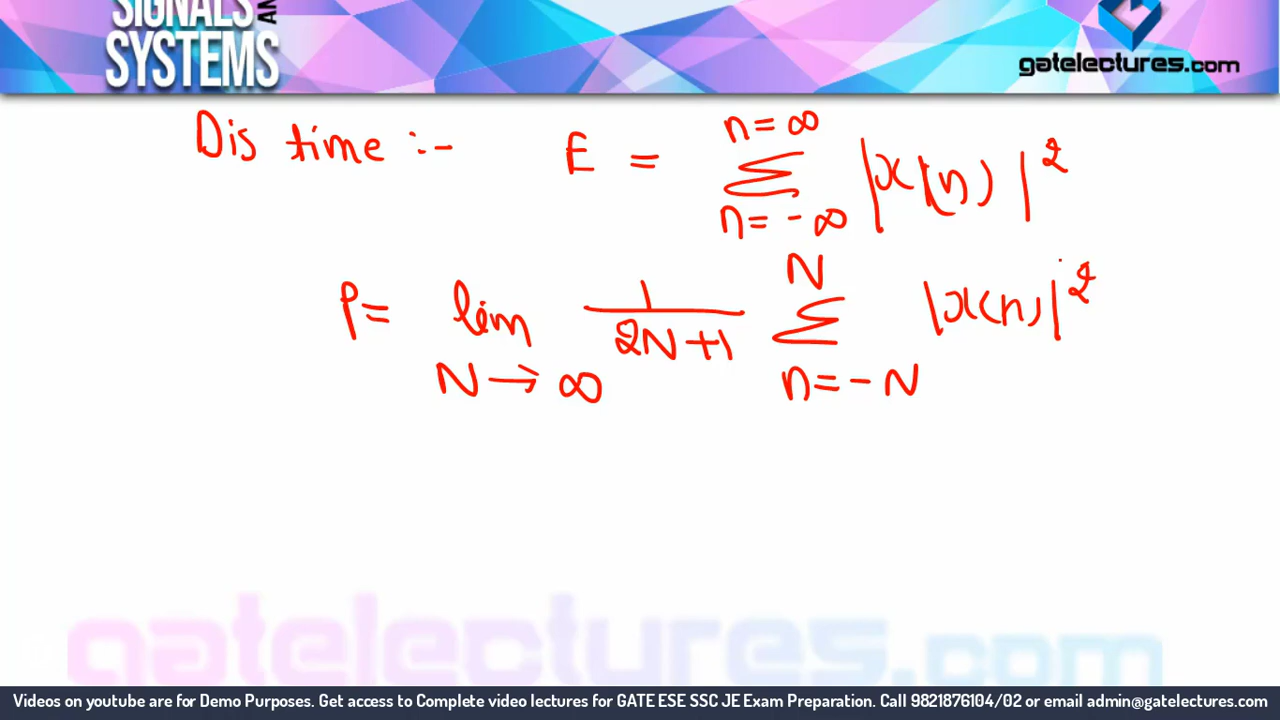 SIGNALS AND
SYSTEMS
gatelectures.com
Dis time :- E = n=∞ Σ n=-∞ |x(n)|²
P = lim N→∞ 1/2N+1 N Σ n=-N |x(n)|²
gatelectures.com
Videos on youtube are for Demo Purposes. Get access to Complete video lectures for GATE ESE SSC JE Exam Preparation. Call 9821876104/02 or email admin@gatelectures.com